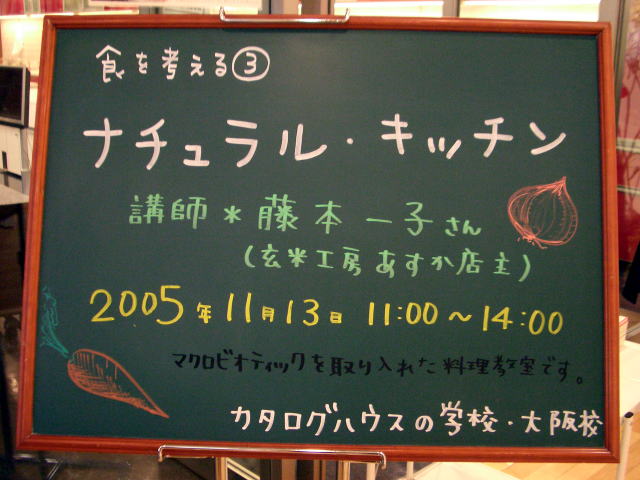 食を考える③
ナチュラル・キッチン
講師＊藤本一子さん
(玄米工房あすか店主)
2005年11月13日 11:00〜14:00
マクロビオティックを取り入れた料理教室です。
カタログハウスの学校・大阪校